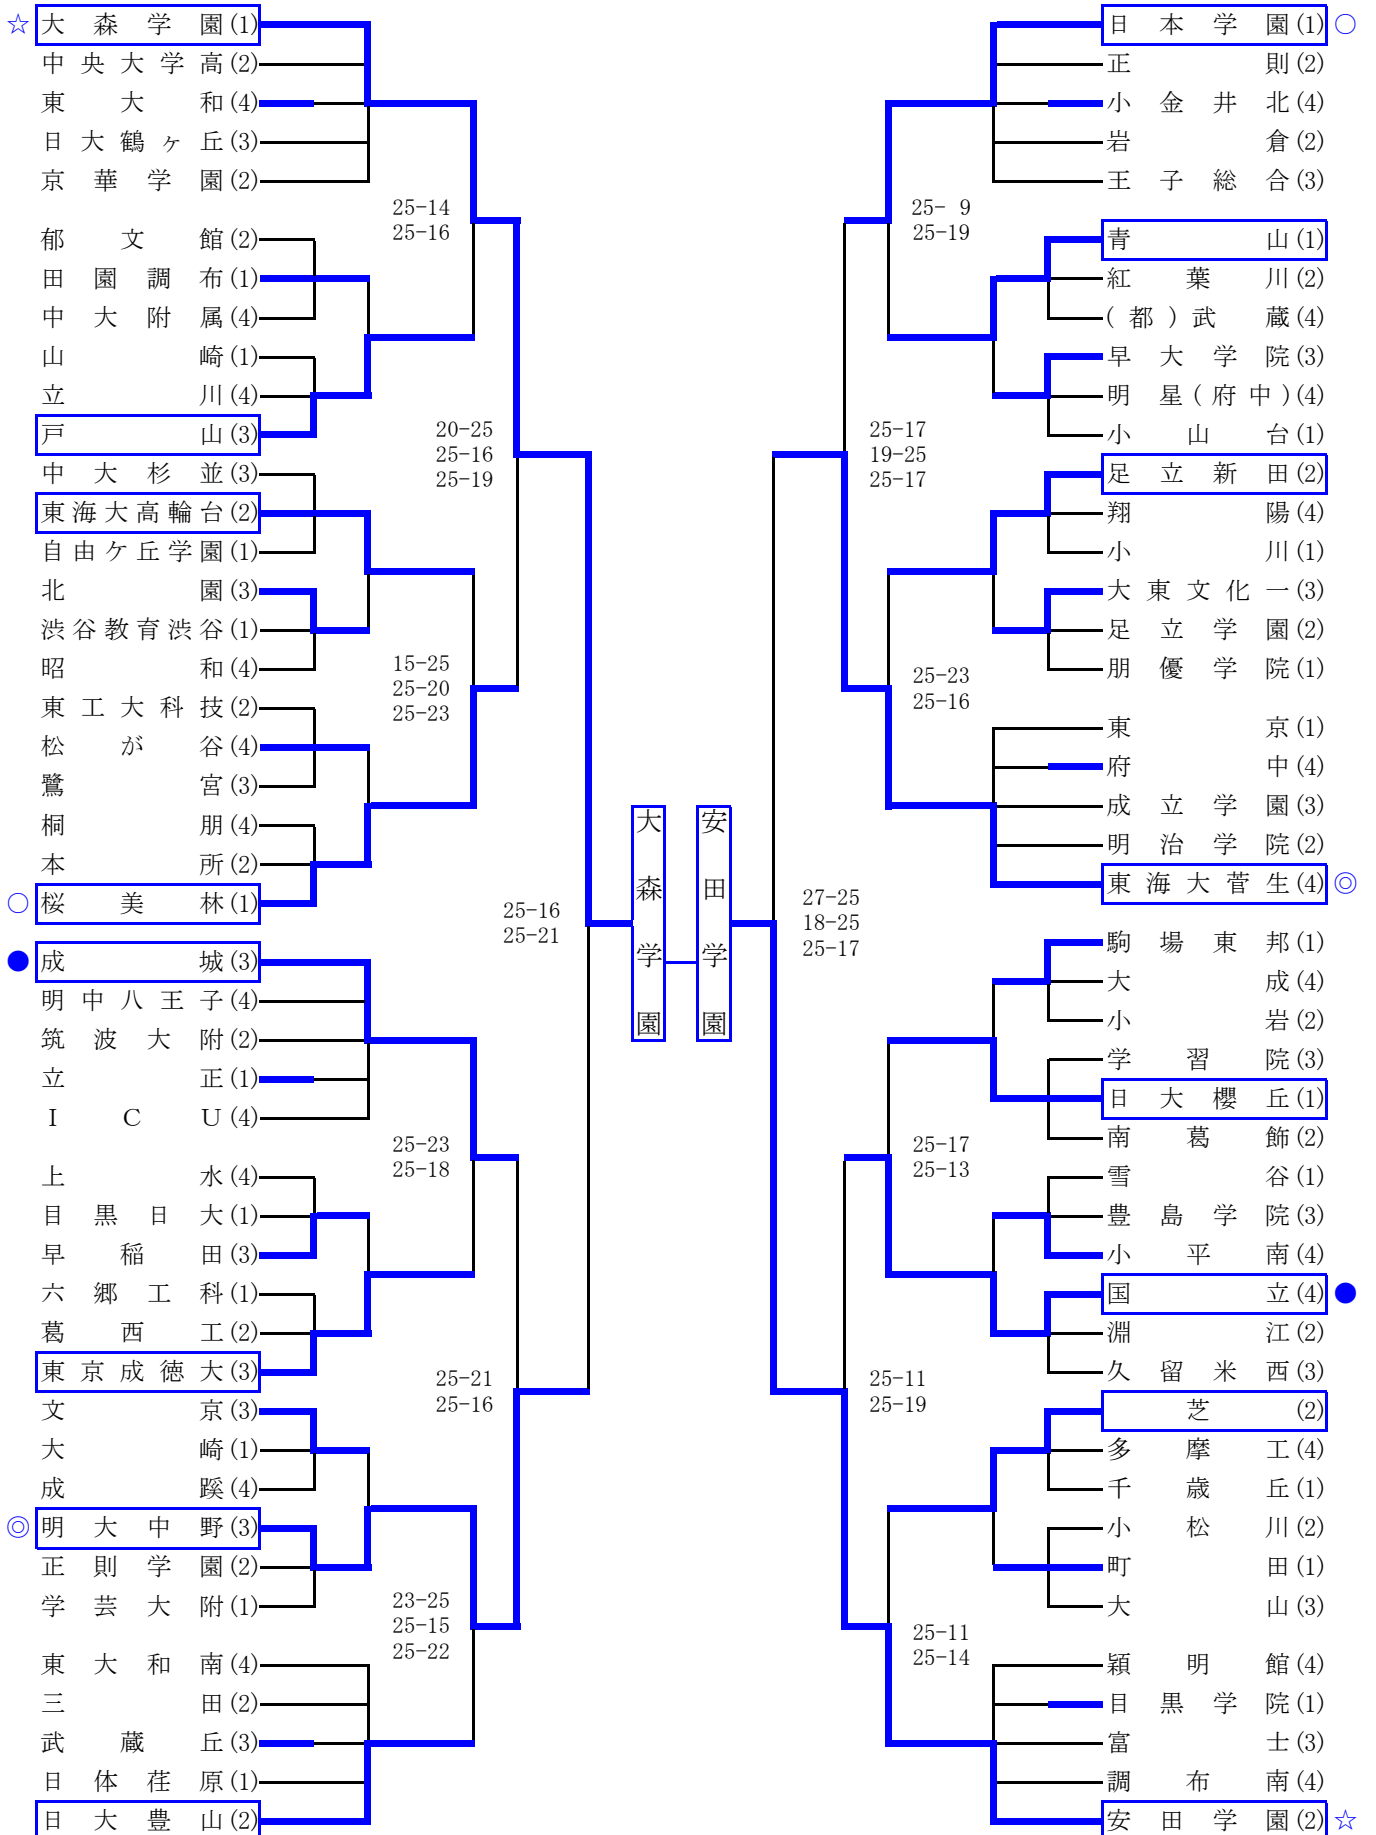 ☆大森学園(1)
中央大学高(2)
東大和(4)
日大鶴ヶ丘(3)
京華学園(2)
25-14
25-16
郁文館(2)
田園調布(1)
中大附属(4)
山崎(1)
立川(4)
戸山(3)
20-25
25-16
25-19
中大杉並(3)
東海大高輪台(2)
自由ケ丘学園(1)
北園(3)
渋谷教育渋谷(1)
昭和(4)
15-25
25-20
25-23
東工大科技(2)
松が谷(4)
鷺宮(3)
桐朋(4)
本所(2)
○桜美林(1)
25-16
25-21
●成城(3)
明中八王子(4)
筑波大附(2)
立正(1)
ＩＣＵ(4)
25-23
25-18
上水(4)
目黒日大(1)
早稲田(3)
六郷工科(1)
葛西工(2)
東京成徳大(3)
25-21
25-16
文京(3)
大崎(1)
成蹊(4)
◎明大中野(3)
正則学園(2)
学芸大附(1)
23-25
25-15
25-22
東大和南(4)
三田(2)
武蔵丘(3)
日体荏原(1)
日大豊山(2)
大森学園
安田学園
日本学園(1)○
正則(2)
小金井北(4)
岩倉(2)
王子総合(3)
25- 9
25-19
青山(1)
紅葉川(2)
(都)武蔵(4)
早大学院(3)
明星(府中)(4)
小山台(1)
25-17
19-25
25-17
足立新田(2)
翔陽(4)
小川(1)
大東文化一(3)
足立学園(2)
朋優学院(1)
25-23
25-16
東京(1)
府中(4)
成立学園(3)
明治学院(2)
東海大菅生(4)◎
27-25
18-25
25-17
駒場東邦(1)
大成(4)
小岩(2)
学習院(3)
日大櫻丘(1)
南葛飾(2)
25-17
25-13
雪谷(1)
豊島学院(3)
小平南(4)
国立(4)●
淵江(2)
久留米西(3)
25-11
25-19
芝(2)
多摩工(4)
千歳丘(1)
小松川(2)
町田(1)
大山(3)
25-11
25-14
穎明館(4)
目黒学院(1)
富士(3)
調布南(4)
安田学園(2)☆